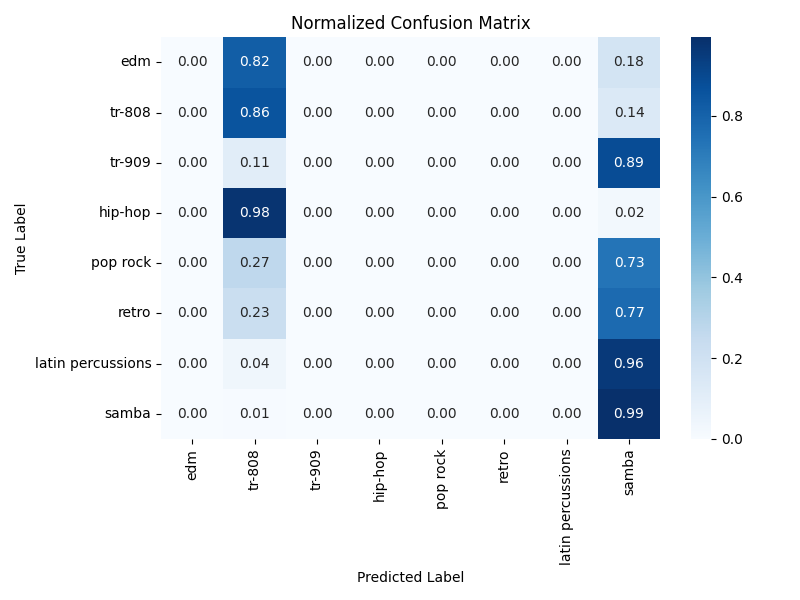 Normalized Confusion Matrix
True Label
edm 0.00 0.82 0.00 0.00 0.00 0.00 0.00 0.18
tr-808 0.00 0.86 0.00 0.00 0.00 0.00 0.00 0.14
tr-909 0.00 0.11 0.00 0.00 0.00 0.00 0.00 0.89
hip-hop 0.00 0.98 0.00 0.00 0.00 0.00 0.00 0.02
pop rock 0.00 0.27 0.00 0.00 0.00 0.00 0.00 0.73
retro 0.00 0.23 0.00 0.00 0.00 0.00 0.00 0.77
latin percussions 0.00 0.04 0.00 0.00 0.00 0.00 0.00 0.96
samba 0.00 0.01 0.00 0.00 0.00 0.00 0.00 0.99
edm tr-808 tr-909 hip-hop pop rock retro latin percussions samba
Predicted Label
0.8
0.6
0.4
0.2
0.0